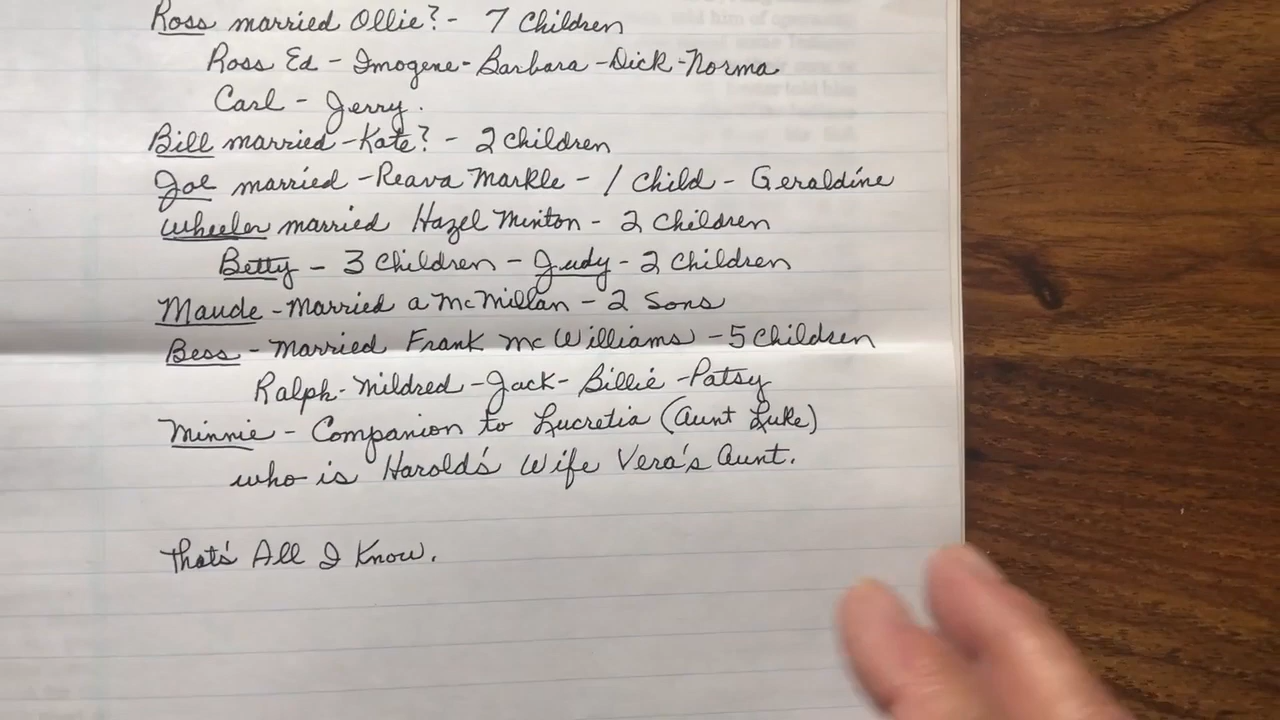 Ross married Ollie? - 7 Children
Ross Ed - Imogene - Barbara - Dick - Norma
Carl - Jerry.
Bill married - Kate? - 2 Children
Joe married - Reava Markle - 1 Child - Geraldine
Wheeler married Hazel Minton - 2 Children
Betty - 3 Children - Judy - 2 Children
Maude - Married a McMillan - 2 Sons
Bess - Married Frank McWilliams - 5 Children
Ralph - Mildred - Jack - Billie - Patsy
Minnie - Companion to Lucretia (Aunt Luke)
who is Harold's Wife Vera's Aunt.
That's All I Know.